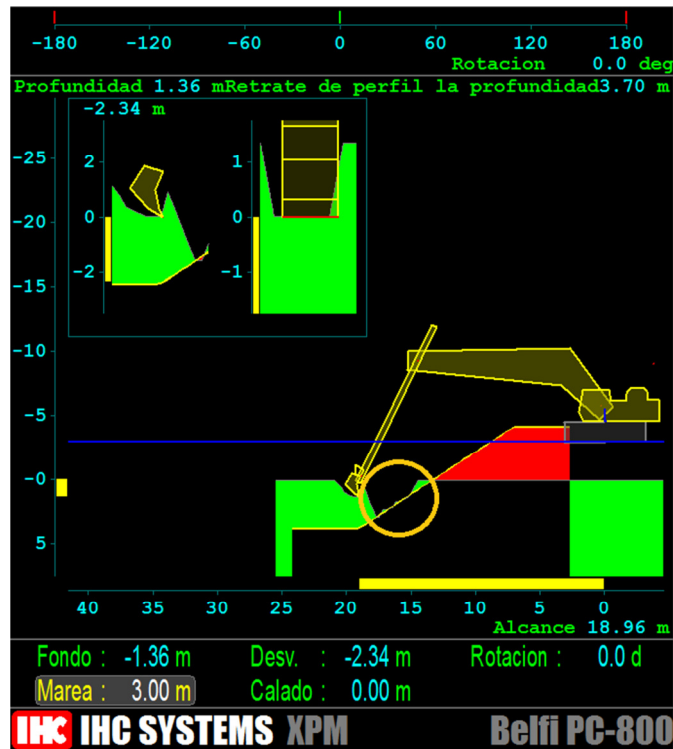 -180 -120 -60 0 60 120 180
Rotacion 0.0 deg
Profundidad 1.36 mRetrate de perfil la profundidad3.70 m
-2.34 m
2 0 -2
1 0 -1
-25
-20
-15
-10
-5
-0
5
40 35 30 25 20 15 10 5 0
Alcance 18.96 m
Fondo : -1.36 m Desv. : -2.34 m Rotacion : 0.0 d
Marea : 3.00 m Calado : 0.00 m
IHC IHC SYSTEMS XPM Belfi PC-800